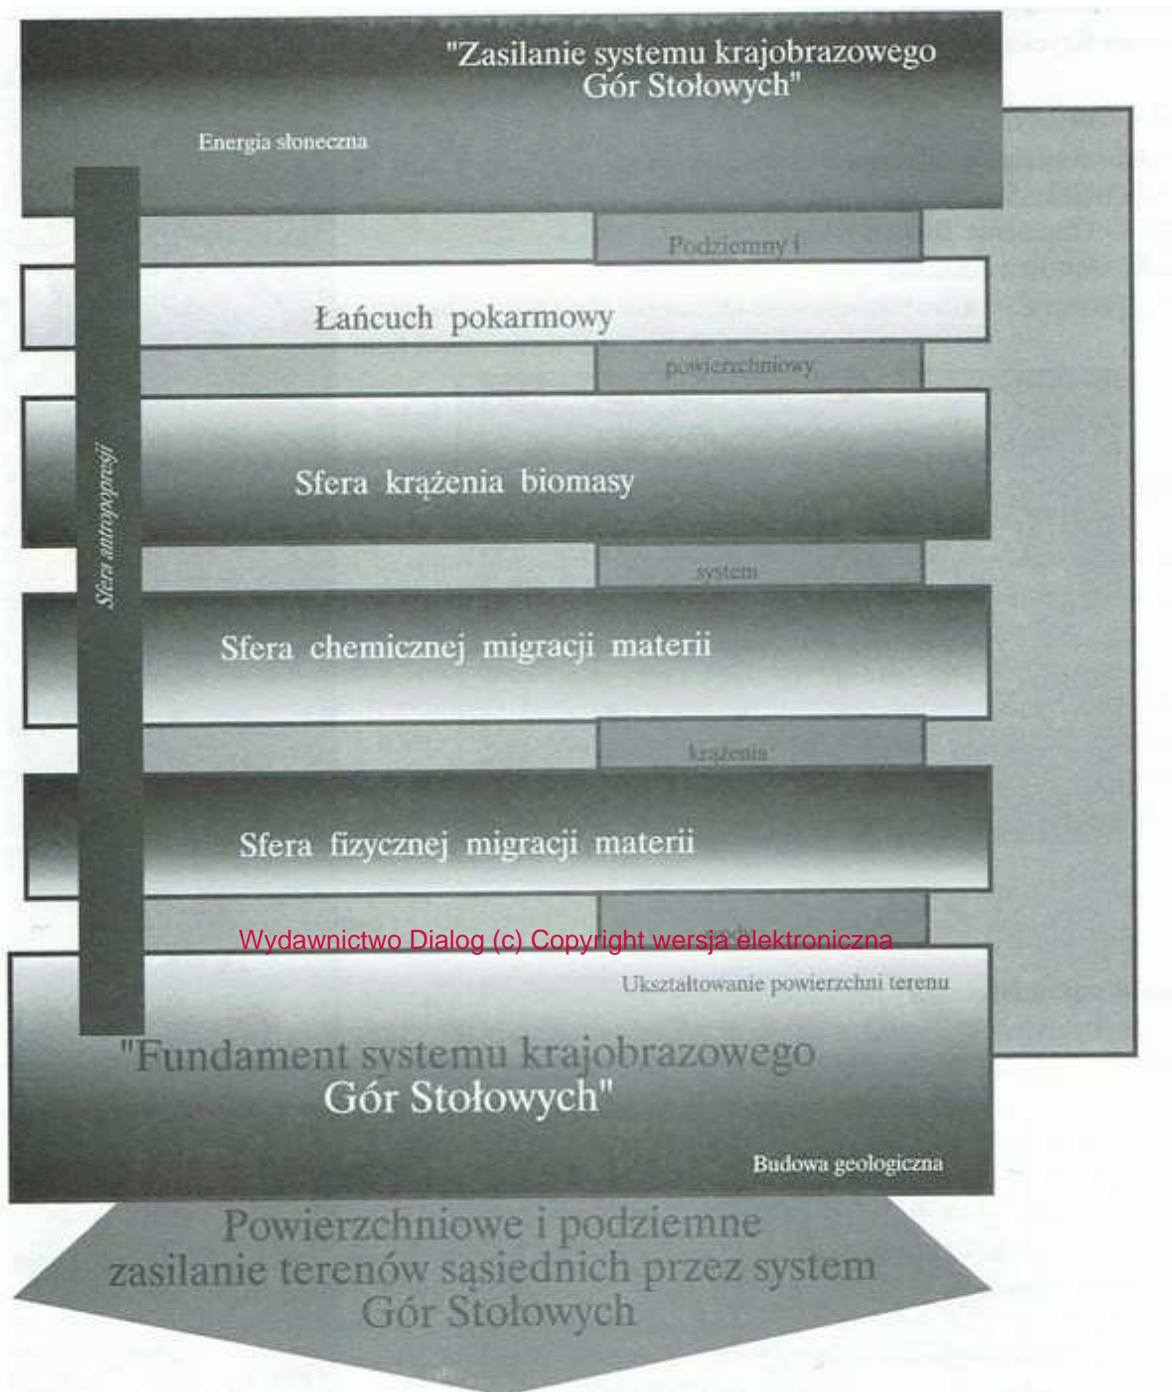 "Zasilanie systemu krajobrazowego
Gór Stołowych"
Energia słoneczna
Podziemny i
Łańcuch pokarmowy
powierzchniowy
Sfera krążenia biomasy
Sfera antropopresji
system
Sfera chemicznej migracji materii
krążenia
Sfera fizycznej migracji materii
Wydawnictwo Dialog (c) Copyright wersja elektroniczna
Ukształtowanie powierzchni terenu
"Fundament systemu krajobrazowego
Gór Stołowych"
Budowa geologiczna
Powierzchniowe i podziemne
zasilanie terenów sąsiednich przez system
Gór Stołowych